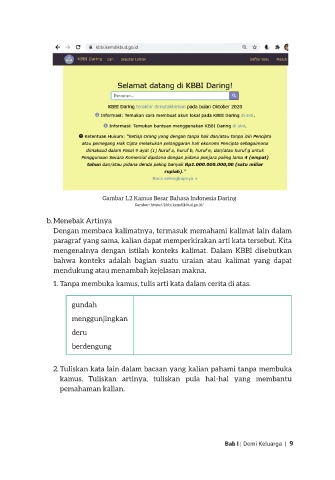 kbbi.kemdikbud.go.id
KBBI Daring Cari Seputar Laman Daftar Baru Masuk
Selamat datang di KBBI Daring!
Pencarian...
KBBI Daring terakhir dimutakhirkan pada bulan Oktober 2020
Informasi: Temukan cara membuat akun lokal pada KBBI Daring di sini.
Informasi: Temukan bantuan menggunakan KBBI Daring di sini.
Ketentuan Hukum: "Setiap Orang yang dengan tanpa hak dan/atau tanpa izin Pencipta
atau pemegang Hak Cipta melakukan pelanggaran hak ekonomi Pencipta sebagaimana
dimaksud dalam Pasal 9 ayat (1) huruf a, huruf b, huruf e, dan/atau huruf g untuk
Penggunaan Secara Komersial dipidana dengan pidana penjara paling lama 4 (empat)
tahun dan/atau pidana denda paling banyak Rp1.000.000.000,00 (satu miliar
rupiah)."
Baca selengkapnya
Gambar 1.2 Kamus Besar Bahasa Indonesia Daring
Sumber: https://kbbi.kemdikbud.go.id/
b. Menebak Artinya
Dengan membaca kalimatnya, termasuk memahami kalimat lain dalam
paragraf yang sama, kalian dapat memperkirakan arti kata tersebut. Kita
mengenalnya dengan istilah konteks kalimat. Dalam KBBI disebutkan
bahwa konteks adalah bagian suatu uraian atau kalimat yang dapat
mendukung atau menambah kejelasan makna.
1. Tanpa membuka kamus, tulis arti kata dalam cerita di atas.
gundah
menggunjingkan
deru
berdengung
2. Tuliskan kata lain dalam bacaan yang kalian pahami tanpa membuka
kamus. Tuliskan artinya, tuliskan pula hal-hal yang membantu
pemahaman kalian.
Bab I | Demi Keluarga | 9